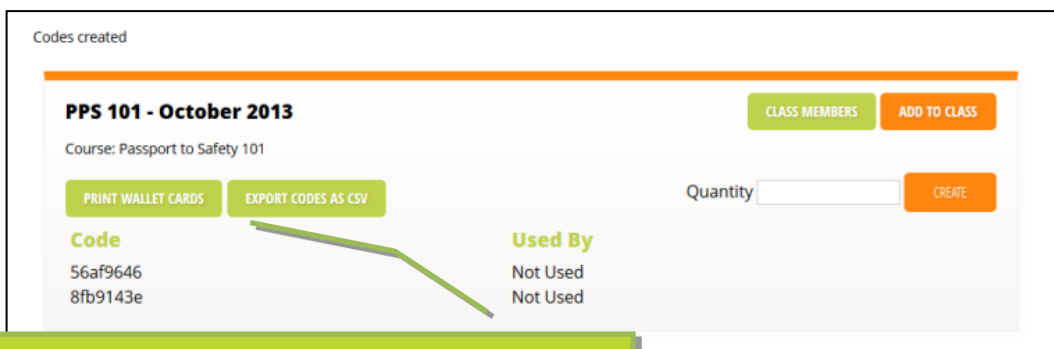 Codes created
PPS 101 - October 2013
CLASS MEMBERS ADD TO CLASS
Course: Passport to Safety 101
PRINT WALLET CARDS EXPORT CODES AS CSV Quantity CREATE
Code Used By
56af9646 Not Used
8fb9143e Not Used